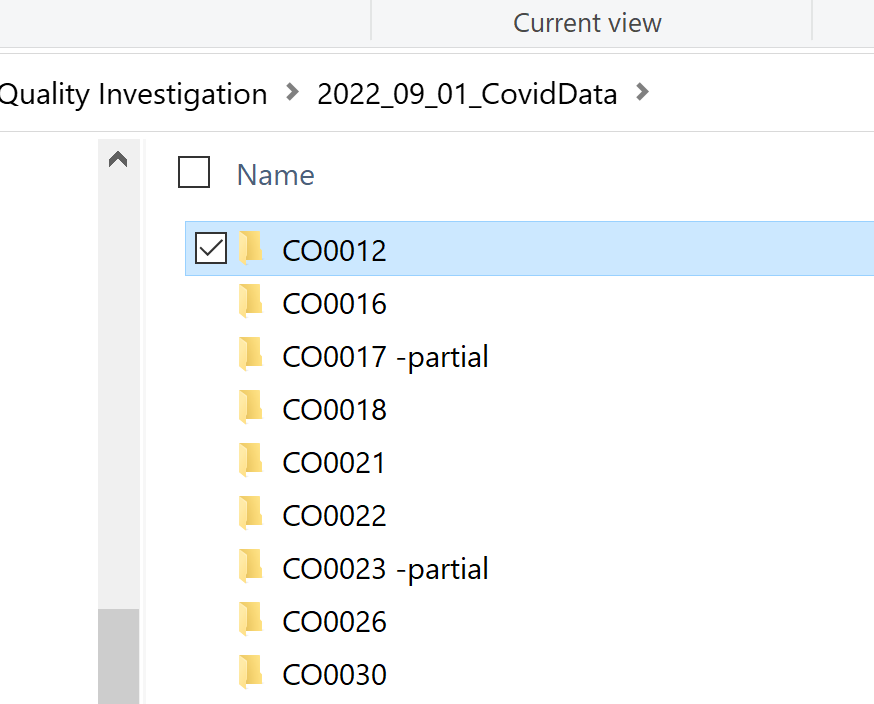 Current view
Quality Investigation > 2022_09_01_CovidData >
Name
CO0012
CO0016
CO0017 -partial
CO0018
CO0021
CO0022
CO0023 -partial
CO0026
CO0030